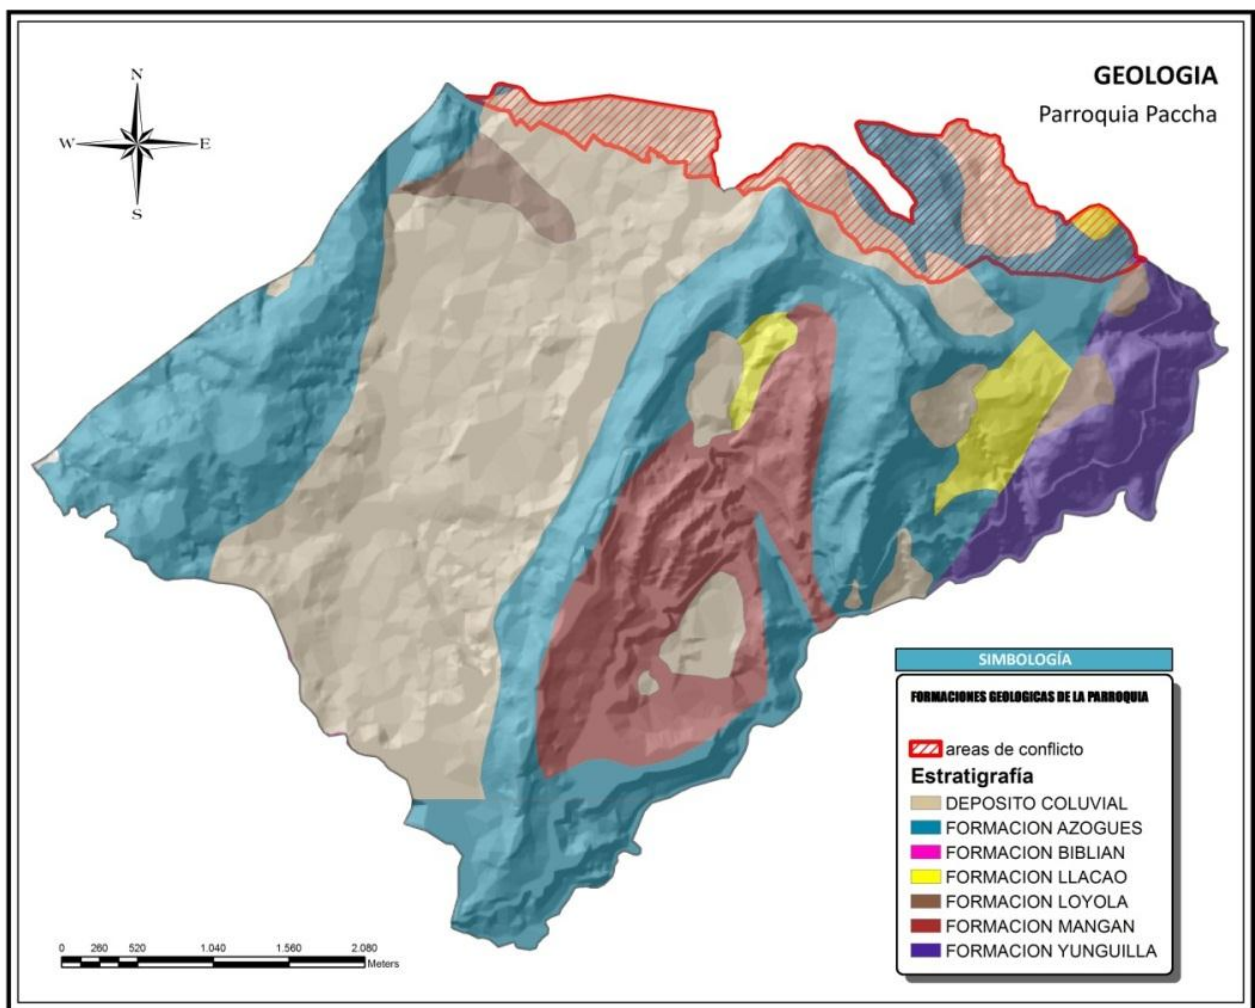 GEOLOGIA
Parroquia Paccha
N
W E
S
SIMBOLOGÍA
FORMACIONES GEOLOGICAS DE LA PARROQUIA
areas de conflicto
Estratigrafía
DEPOSITO COLUVIAL
FORMACION AZOGUES
FORMACION BIBLIAN
FORMACION LLACAO
FORMACION LOYOLA
FORMACION MANGAN
FORMACION YUNGUILLA
0 260 520 1.040 1.560 2.080
Meters